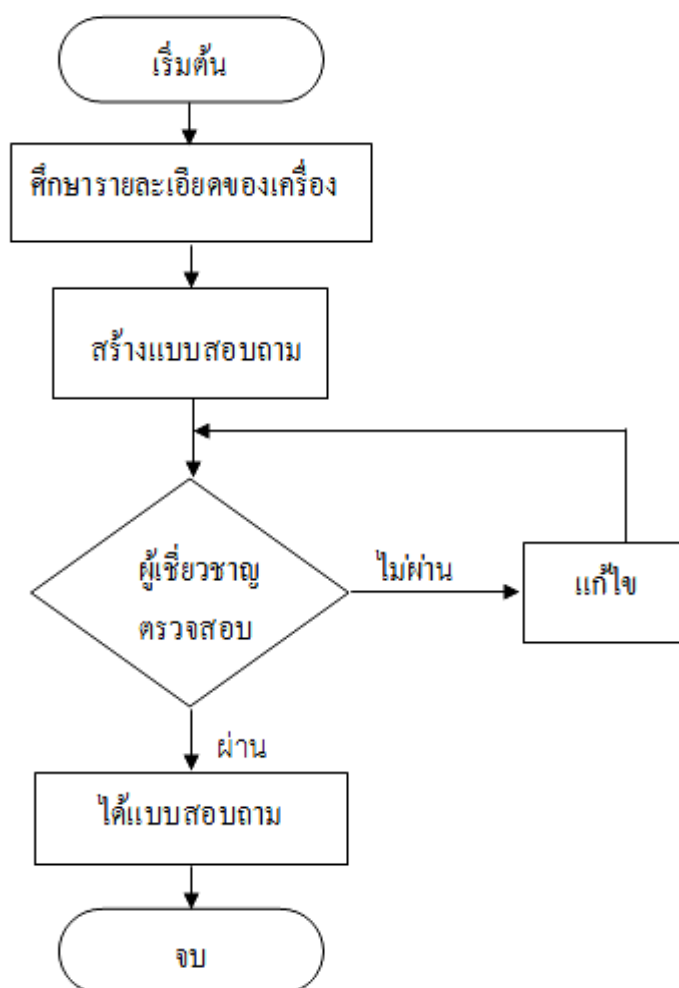 เริ่มต้น
ศึกษารายละเอียดของเครื่อง
สร้างแบบสอบถาม
ผู้เชี่ยวชาญ
ตรวจสอบ
ไม่ผ่าน
แก้ไข
ผ่าน
ได้แบบสอบถาม
จบ